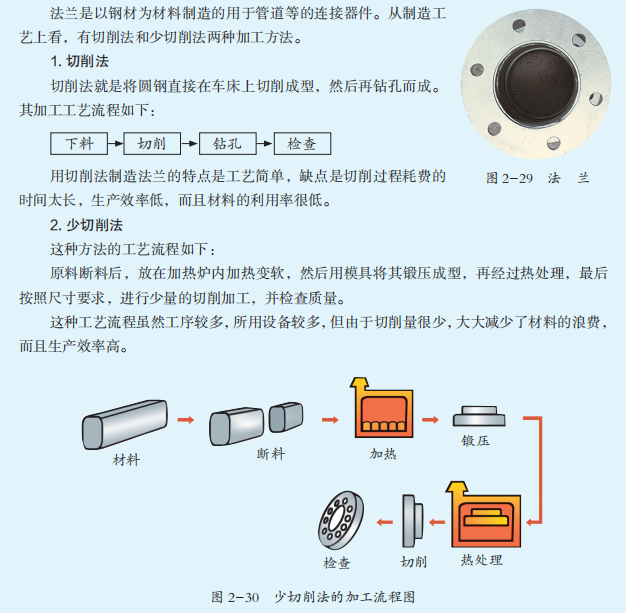 法兰是以钢材为材料制造的用于管道等的连接器件。从制造工
艺上看，有切削法和少切削法两种加工方法。
1. 切削法
切削法就是将圆钢直接在车床上切削成型，然后再钻孔而成。
其加工工艺流程如下：
下料 切削 钻孔 检查
用切削法制造法兰的特点是工艺简单，缺点是切削过程耗费的
时间太长，生产效率低，而且材料的利用率很低。
图 2-29 法 兰
2. 少切削法
这种方法的工艺流程如下：
原料断料后，放在加热炉内加热变软，然后用模具将其锻压成型，再经过热处理，最后
按照尺寸要求，进行少量的切削加工，并检查质量。
这种工艺流程虽然工序较多，所用设备较多，但由于切削量很少，大大减少了材料的浪费，
而且生产效率高。
材料 断料 加热 锻压
检查 切削 热处理
图 2-30 少切削法的加工流程图